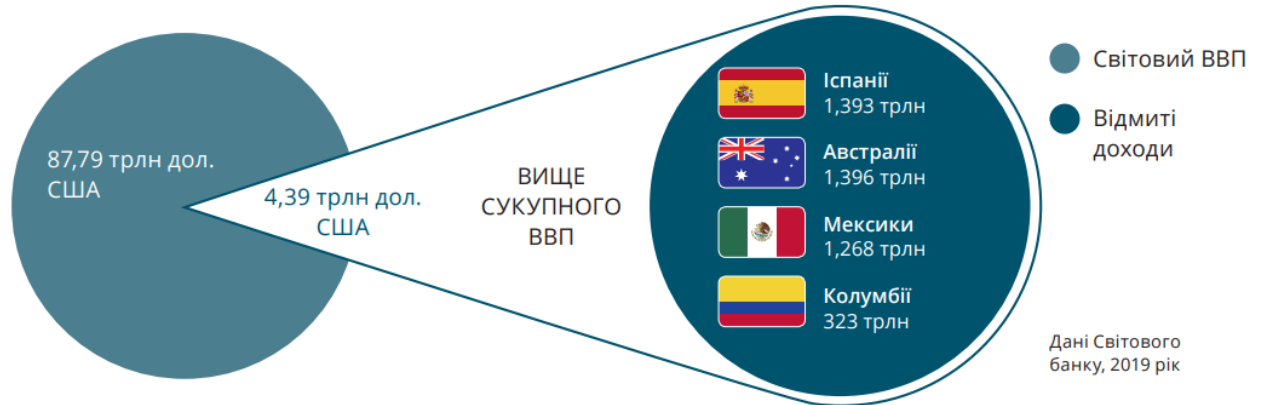 87,79 трлн дол.
США
4,39 трлн дол.
США
ВИЩЕ
СУКУПНОГО
ВВП
Іспанії
1,393 трлн
Австралії
1,396 трлн
Мексики
1,268 трлн
Колумбії
323 трлн
Світовий ВВП
Відмиті
доходи
Дані Світового
банку, 2019 рік